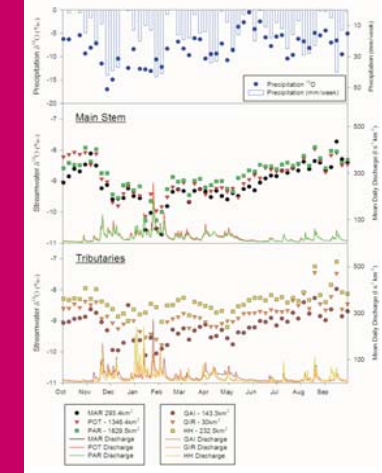 Precipitation δ¹⁸O (‰)
Precipitation (mm/week)
0
-5
-10
-15
-20
10
30
50
Precipitation ¹⁸O
Precipitation (mm/week)
Main Stem
Streamwater δ¹⁸O (‰)
Mean Daily Discharge (l s⁻¹ km⁻¹)
-7
-8
-9
-10
-11
500
300
100
Tributaries
Streamwater δ¹⁸O (‰)
Mean Daily Discharge (l s⁻¹ km⁻¹)
-7
-8
-9
-10
-11
500
300
100
Oct Nov Dec Jan Feb Mar Apr May Jun Jul Aug Sep
MAR 293.4km²
POT - 1346.4km²
PAR - 1829.5km²
MAR Discharge
POT Discharge
PAR Discharge
GAI - 143.3km²
GIR - 30km²
HH - 232.5km²
GAI Discharge
GIR Discharge
HH Discharge